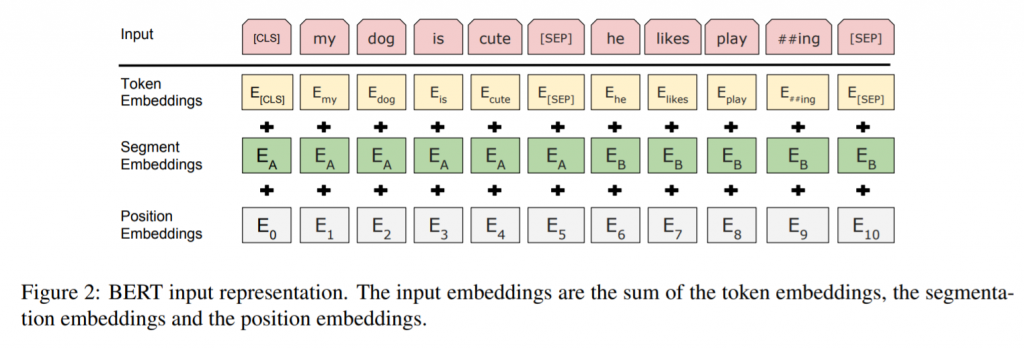 Input [CLS] my dog is cute [SEP] he likes play ##ing [SEP]
Token
Embeddings
E[CLS] Emy Edog Eis Ecute E[SEP] Ehe Elikes Eplay E##ing E[SEP]
+ + + + + + + + + + +
Segment
Embeddings
EA EA EA EA EA EA EB EB EB EB EB
+ + + + + + + + + + +
Position
Embeddings
E0 E1 E2 E3 E4 E5 E6 E7 E8 E9 E10
Figure 2: BERT input representation. The input embeddings are the sum of the token embeddings, the segmenta-
tion embeddings and the position embeddings.